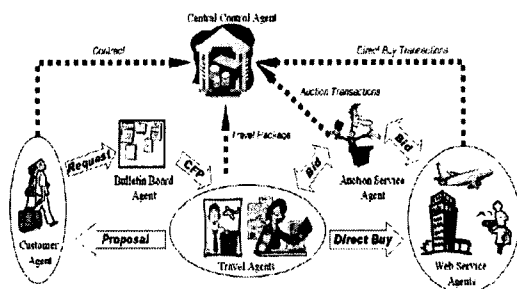 Central Control Agent
Contract
Direct Buy Transactions
Auction Transactions
Travel Package
Request
Bulletin Board
Agent
CFP
Bid
Auction Service
Agent
Bid
Customer
Agent
Proposal
Travel Agents
Direct Buy
Web Service
Agents